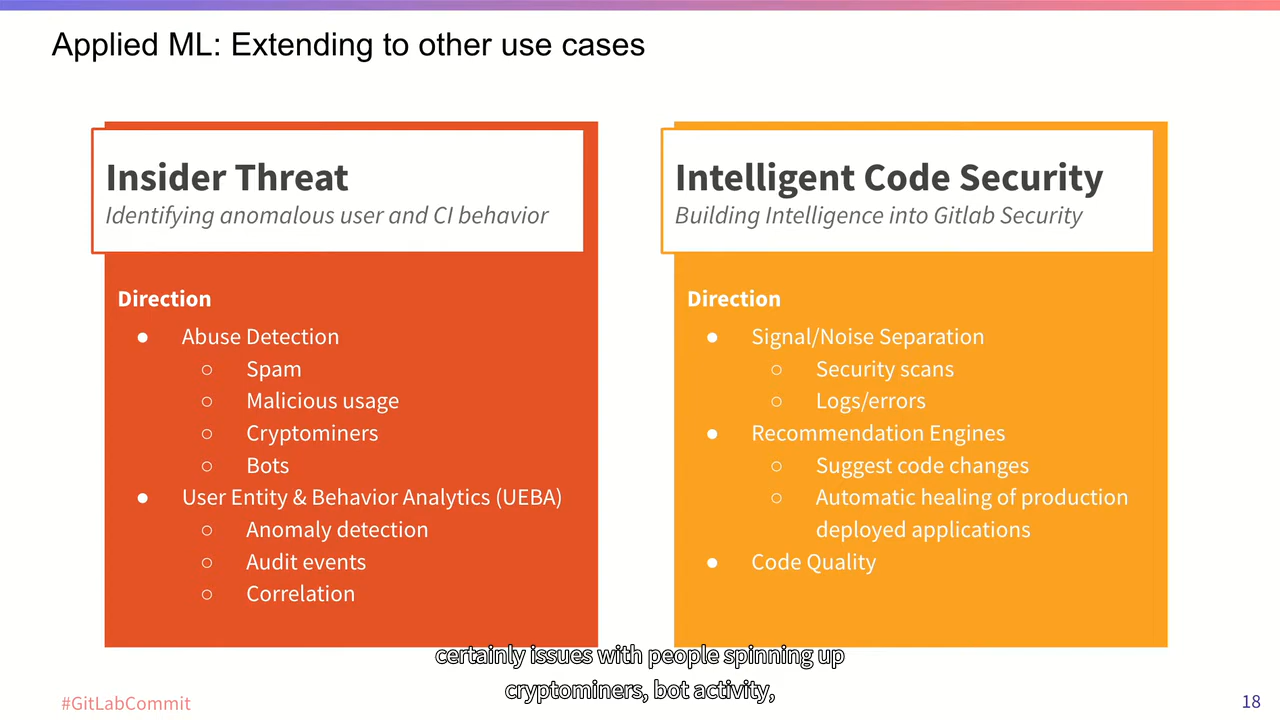 Applied ML: Extending to other use cases
Insider Threat
Identifying anomalous user and CI behavior
Direction
● Abuse Detection
○ Spam
○ Malicious usage
○ Cryptominers
○ Bots
● User Entity & Behavior Analytics (UEBA)
○ Anomaly detection
○ Audit events
○ Correlation
Intelligent Code Security
Building Intelligence into Gitlab Security
Direction
● Signal/Noise Separation
○ Security scans
○ Logs/errors
● Recommendation Engines
○ Suggest code changes
○ Automatic healing of production
deployed applications
● Code Quality
certainly issues with people spinning up
cryptominers, bot activity,
#GitLabCommit
18